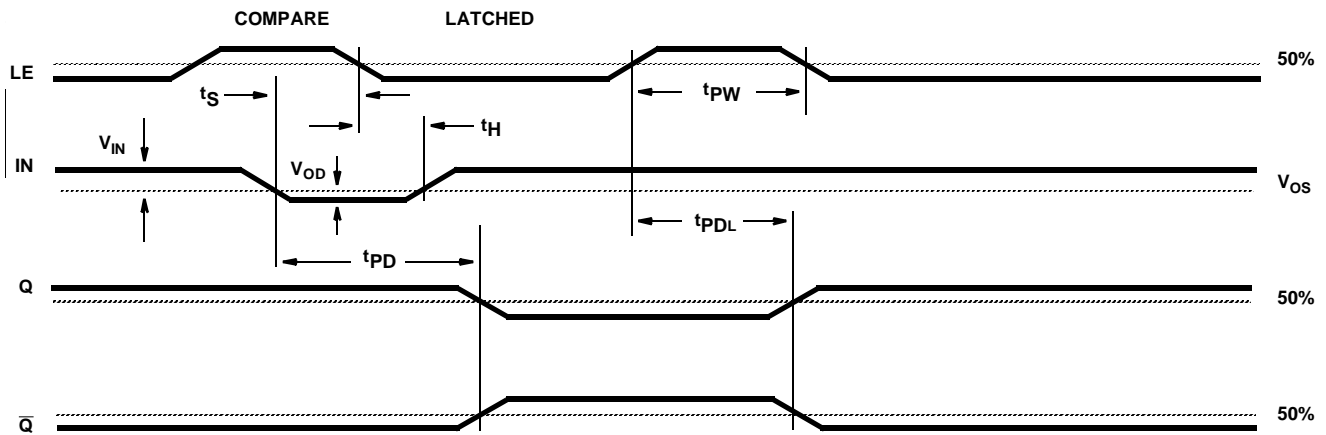 COMPARE LATCHED
LE 50%
tS tPW
tH
VIN
IN VOD VOS
tPDL
tPD
Q 50%
Q̅ 50%